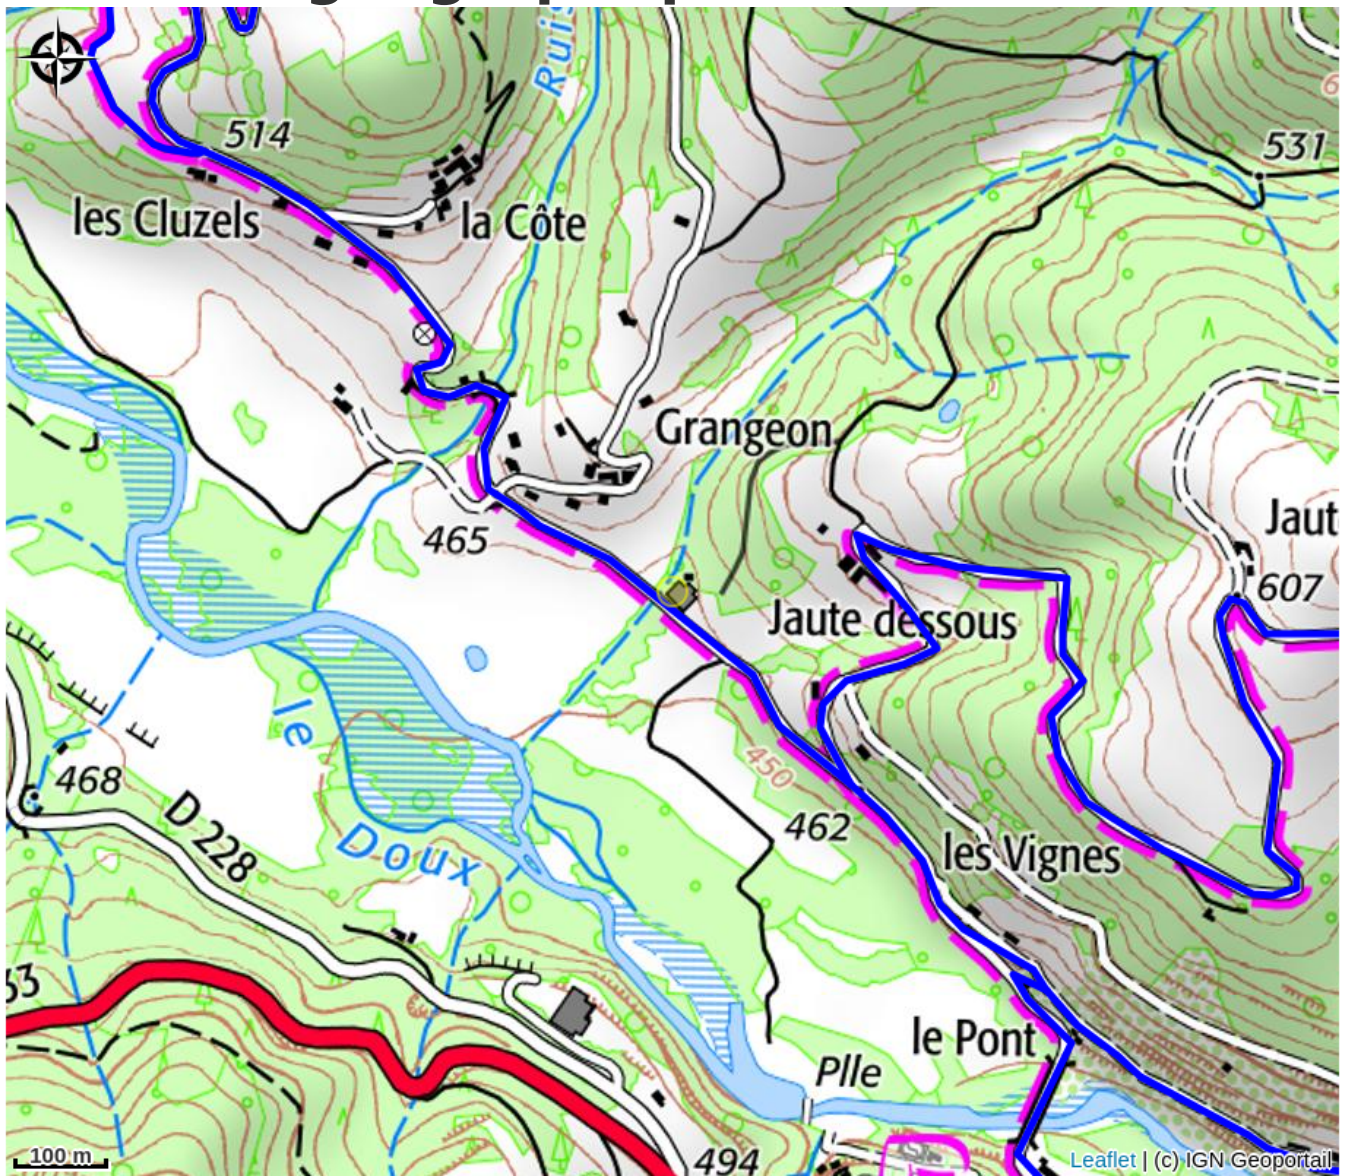 Ruis
514
531
les Cluzels
la Côte
Grangeon
465
Jaut
607
Jaute dessous
le
Doux
450
468
D 228
462
les Vignes
33
le Pont
Plle
494
100 m
Leaflet | (c) IGN Geoportail